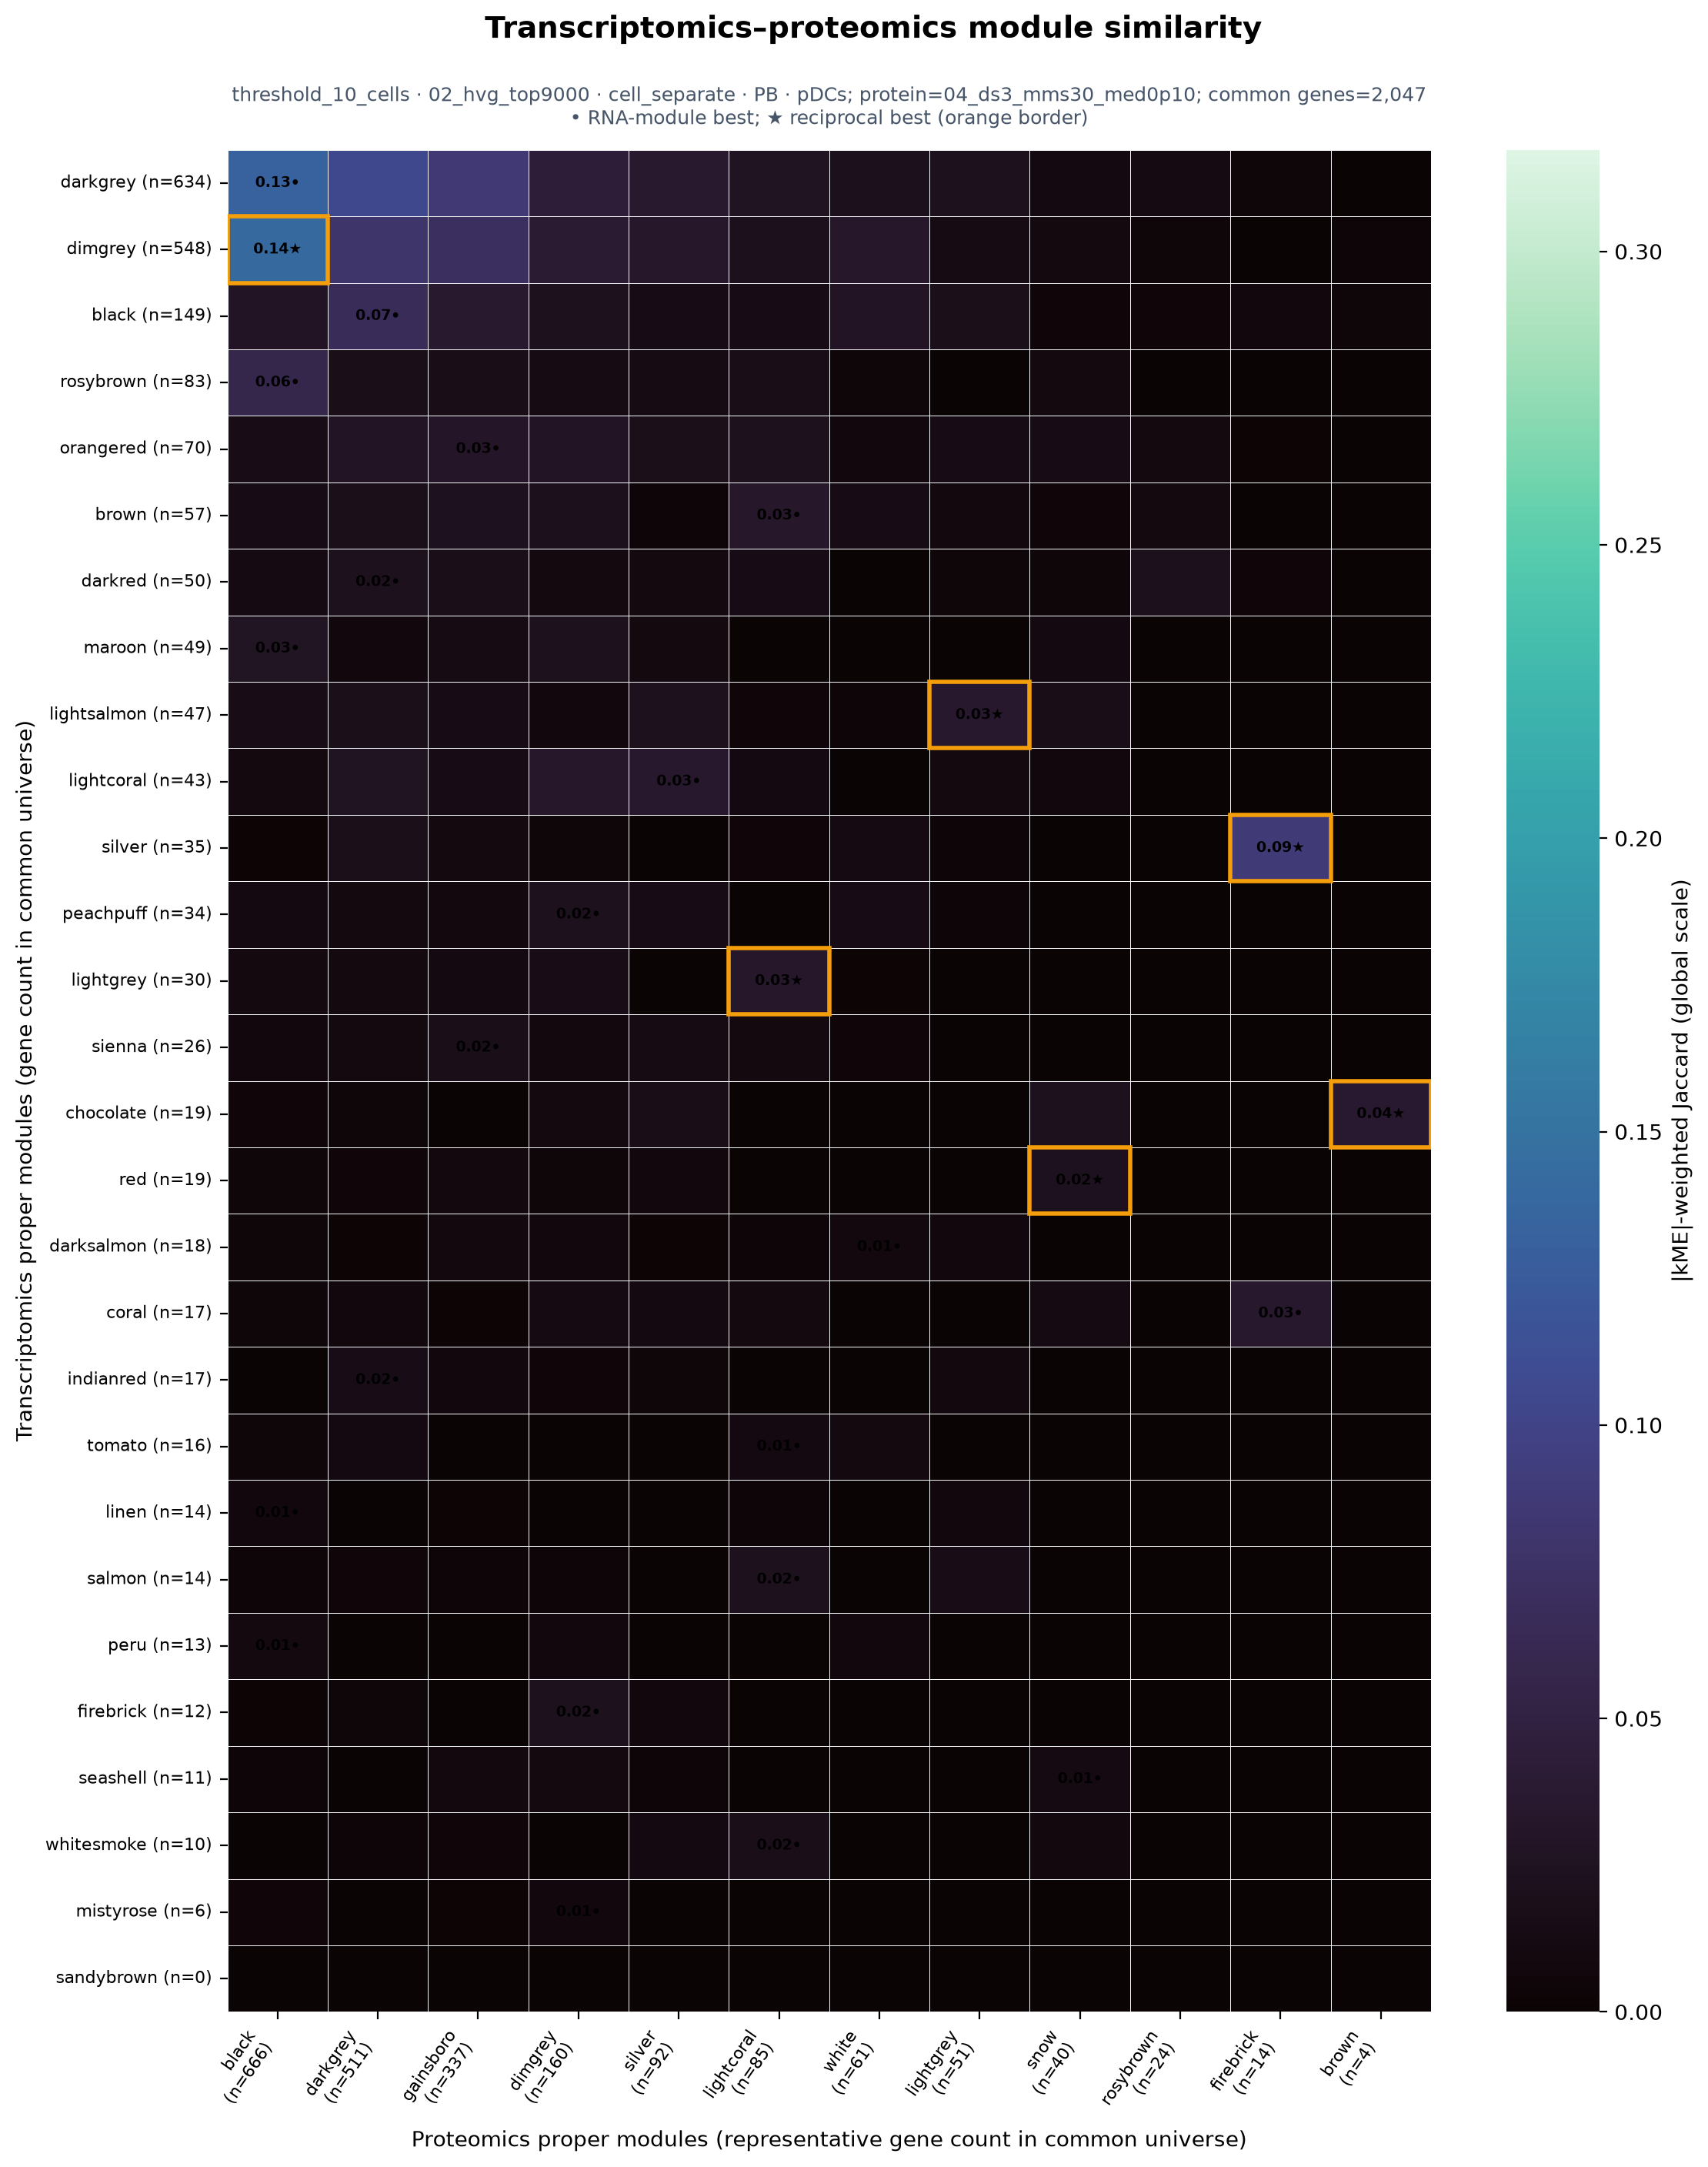 Transcriptomics–proteomics module similarity
threshold_10_cells · 02_hvg_top9000 · cell_separate · PB · pDCs; protein=04_ds3_mms30_med0p10; common genes=2,047
• RNA-module best; ★ reciprocal best (orange border)
Transcriptomics proper modules (gene count in common universe)
darkgrey (n=634) 0.13•
dimgrey (n=548) 0.14★
black (n=149) 0.07•
rosybrown (n=83) 0.06•
orangered (n=70) 0.03•
brown (n=57) 0.03•
darkred (n=50) 0.02•
maroon (n=49) 0.03•
lightsalmon (n=47) 0.03★
lightcoral (n=43) 0.03•
silver (n=35) 0.09★
peachpuff (n=34) 0.02•
lightgrey (n=30) 0.03★
sienna (n=26) 0.02•
chocolate (n=19) 0.04★
red (n=19) 0.02★
darksalmon (n=18) 0.01•
coral (n=17) 0.03•
indianred (n=17) 0.02•
tomato (n=16) 0.01•
linen (n=14) 0.01•
salmon (n=14) 0.02•
peru (n=13) 0.01•
firebrick (n=12) 0.02•
seashell (n=11) 0.01•
whitesmoke (n=10) 0.02•
mistyrose (n=6) 0.01•
sandybrown (n=0)
black
(n=666)
darkgrey
(n=511)
gainsboro
(n=337)
dimgrey
(n=160)
silver
(n=92)
lightcoral
(n=85)
white
(n=61)
lightgrey
(n=51)
snow
(n=40)
rosybrown
(n=24)
firebrick
(n=14)
brown
(n=4)
Proteomics proper modules (representative gene count in common universe)
0.30
0.25
0.20
0.15
0.10
0.05
0.00
|kME|-weighted Jaccard (global scale)